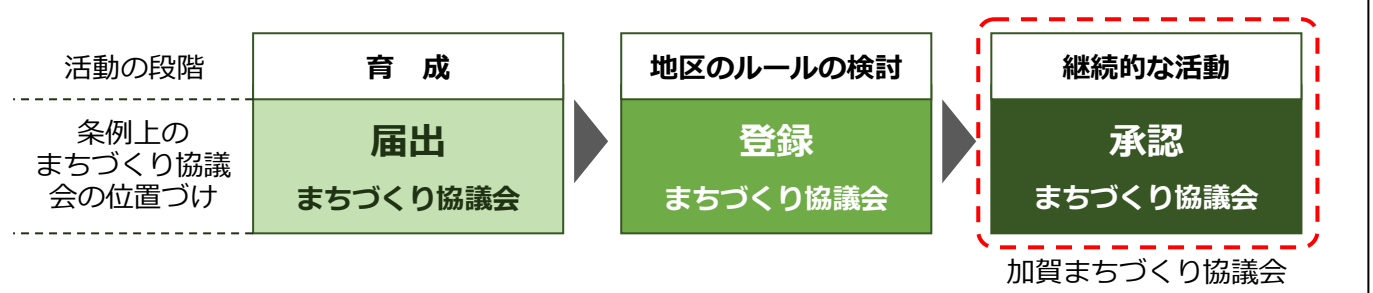 活動の段階
育 成
地区のルールの検討
継続的な活動
条例上の
まちづくり協議
会の位置づけ
届出
まちづくり協議会
登録
まちづくり協議会
承認
まちづくり協議会
加賀まちづくり協議会